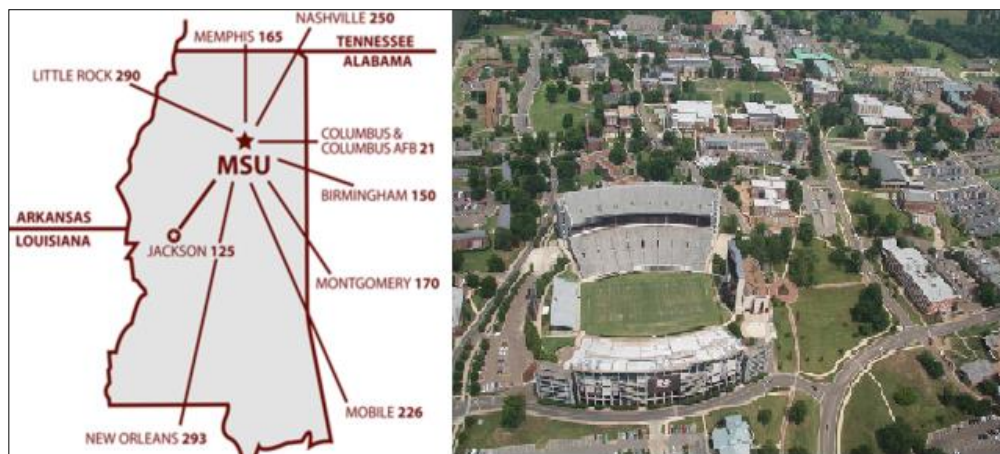 NASHVILLE 250
MEMPHIS 165
TENNESSEE
ALABAMA
LITTLE ROCK 290
COLUMBUS &
COLUMBUS AFB 21
MSU
BIRMINGHAM 150
ARKANSAS
LOUISIANA
JACKSON 125
MONTGOMERY 170
MOBILE 226
NEW ORLEANS 293